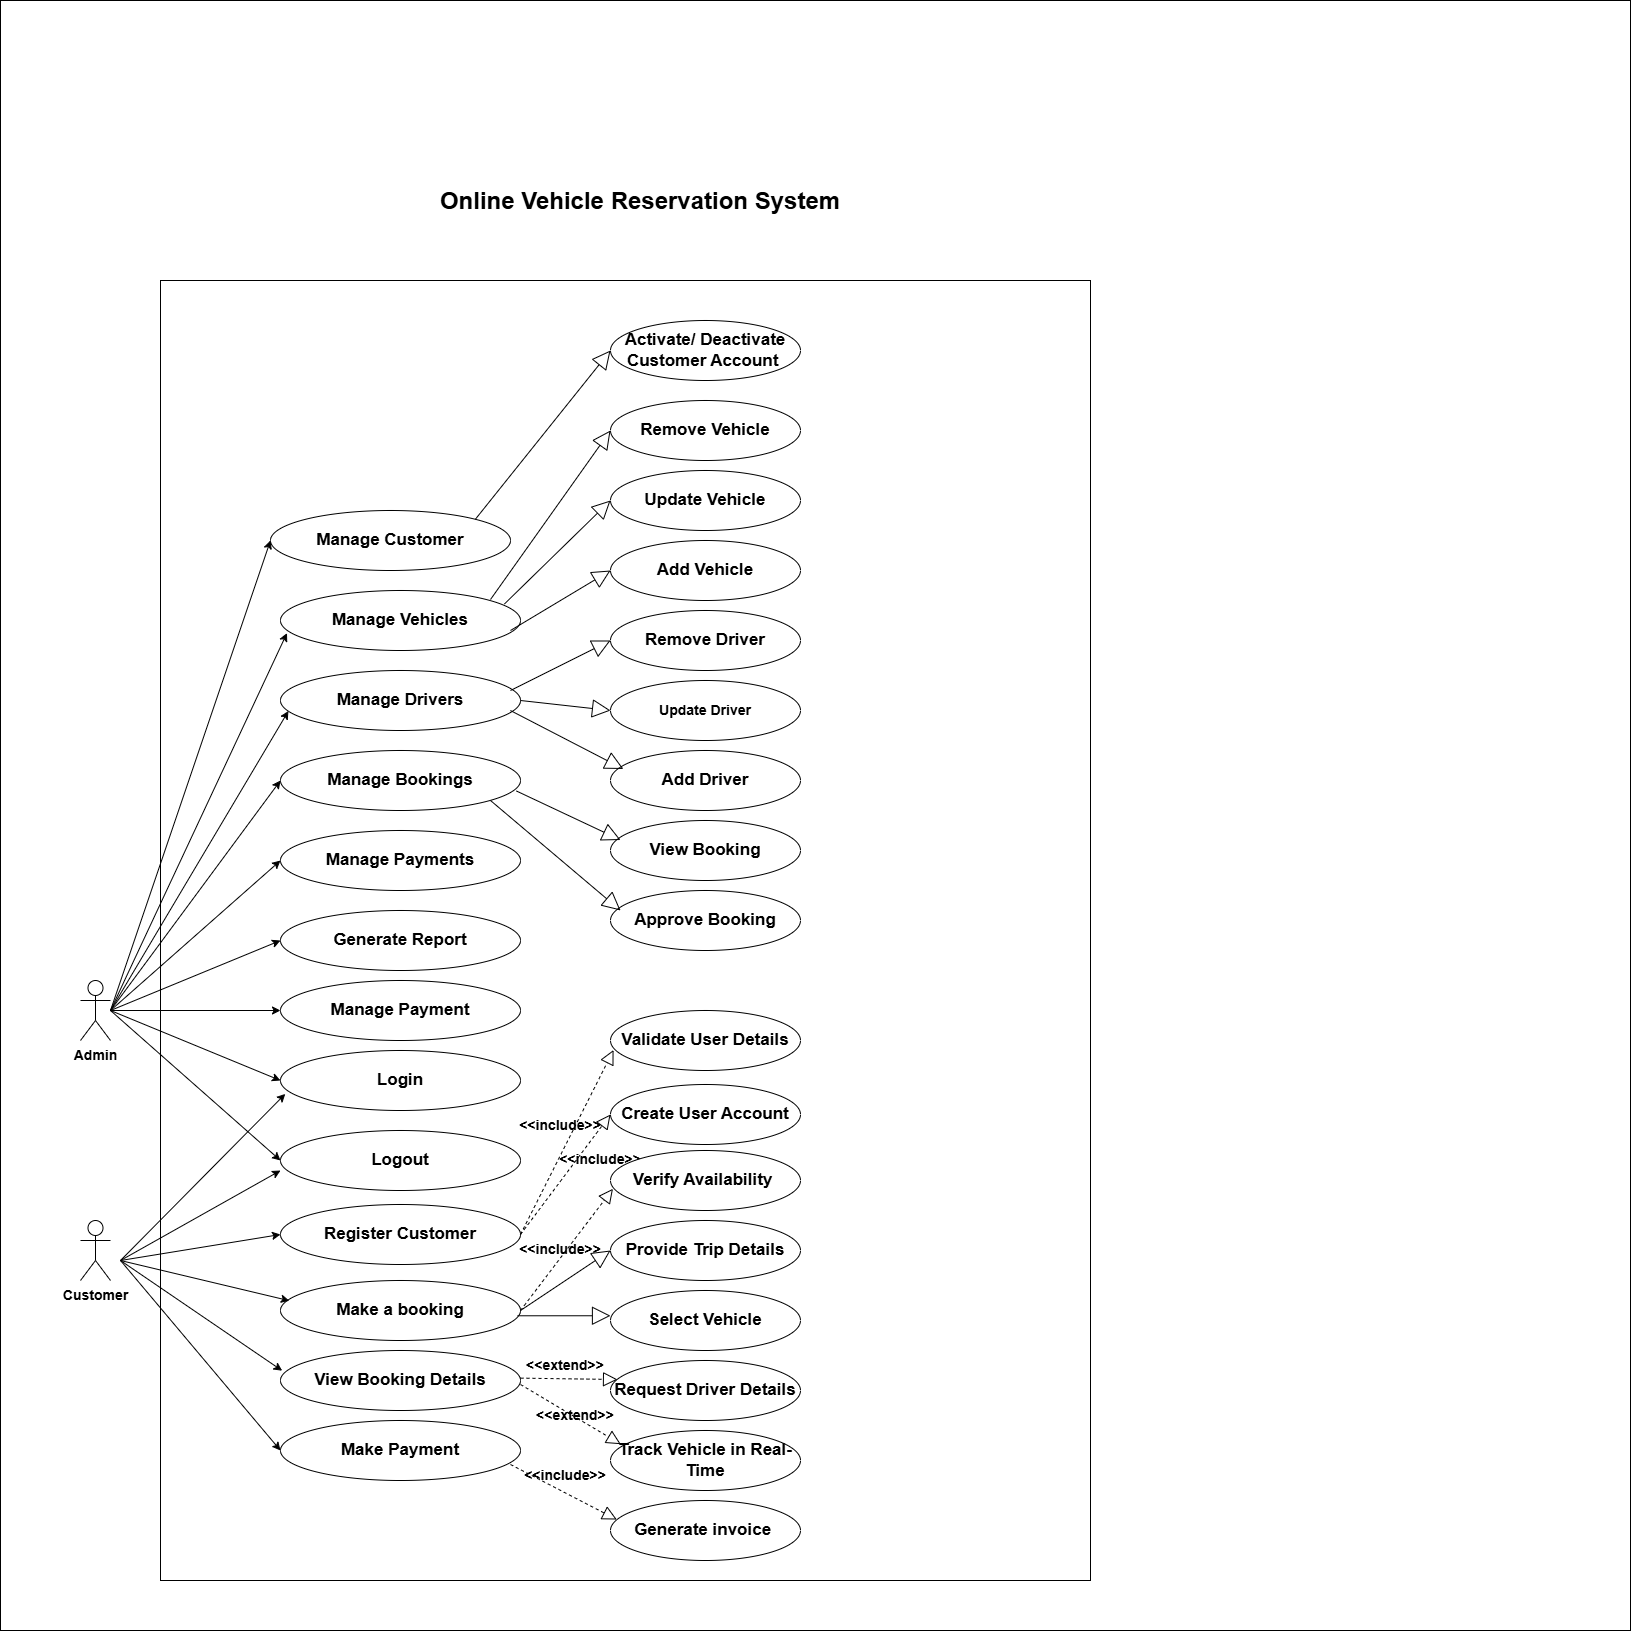 Online Vehicle Reservation System
Activate/ Deactivate
Customer Account
Remove Vehicle
Update Vehicle
Manage Customer
Add Vehicle
Manage Vehicles
Remove Driver
Manage Drivers
Update Driver
Manage Bookings
Add Driver
View Booking
Manage Payments
Approve Booking
Generate Report
Manage Payment
Validate User Details
Admin
Login
Create User Account
<<include>>
Logout
<<include>>
Verify Availability
Register Customer
<<include>>
Provide Trip Details
Customer
Make a booking
Select Vehicle
<<extend>>
View Booking Details
Request Driver Details
<<extend>>
Make Payment
Track Vehicle in Real-
Time
<<include>>
Generate invoice